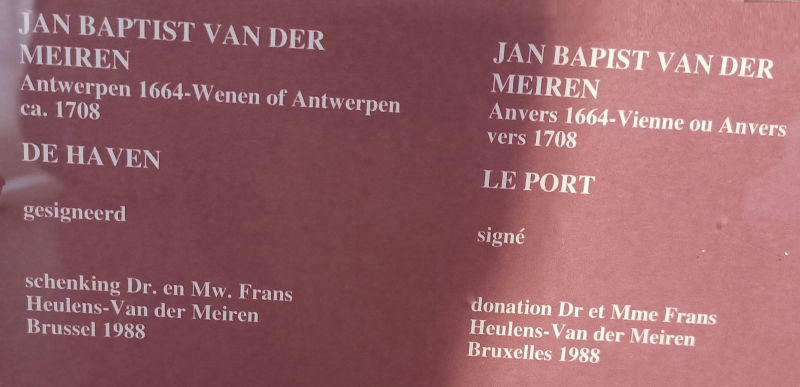 JAN BAPTIST VAN DER
MEIREN
Antwerpen 1664-Wenen of Antwerpen
ca. 1708
DE HAVEN
gesigneerd
schenking Dr. en Mw. Frans
Heulens-Van der Meiren
Brussel 1988
JAN BAPIST VAN DER
MEIREN
Anvers 1664-Vienne ou Anvers
vers 1708
LE PORT
signé
donation Dr et Mme Frans
Heulens-Van der Meiren
Bruxelles 1988